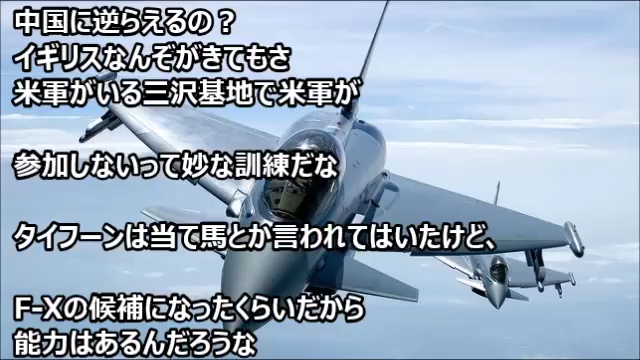 中国に逆らえるの？
イギリスなんぞがきてもさ
米軍がいる三沢基地で米軍が
参加しないって妙な訓練だな
タイフーンは当て馬とか言われてはいたけど、
F-Xの候補になったくらいだから
能力はあるんだろうな